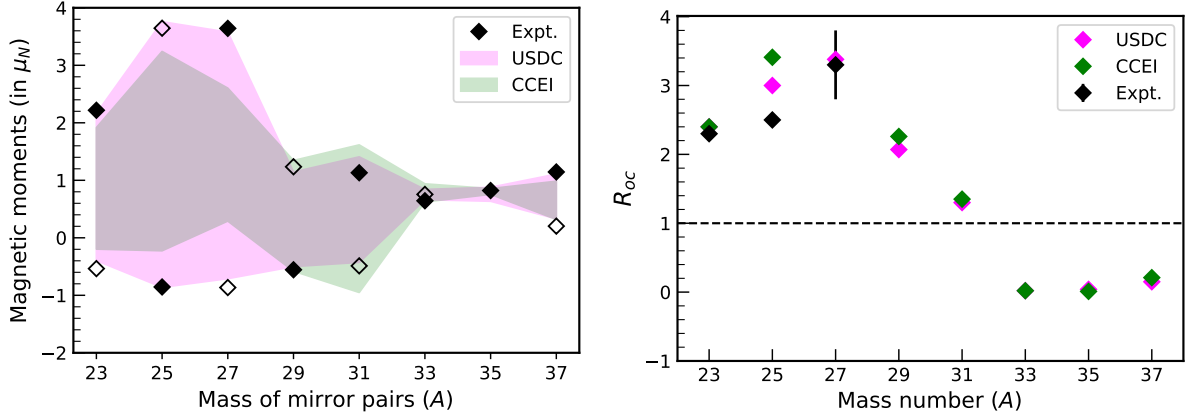 Magnetic moments (in μN)
4
3
2
1
0
−1
−2
Expt.
USDC
CCEI
23 25 27 29 31 33 35 37
Mass of mirror pairs (A)
Roc
4
3
2
1
0
−1
USDC
CCEI
Expt.
23 25 27 29 31 33 35 37
Mass number (A)